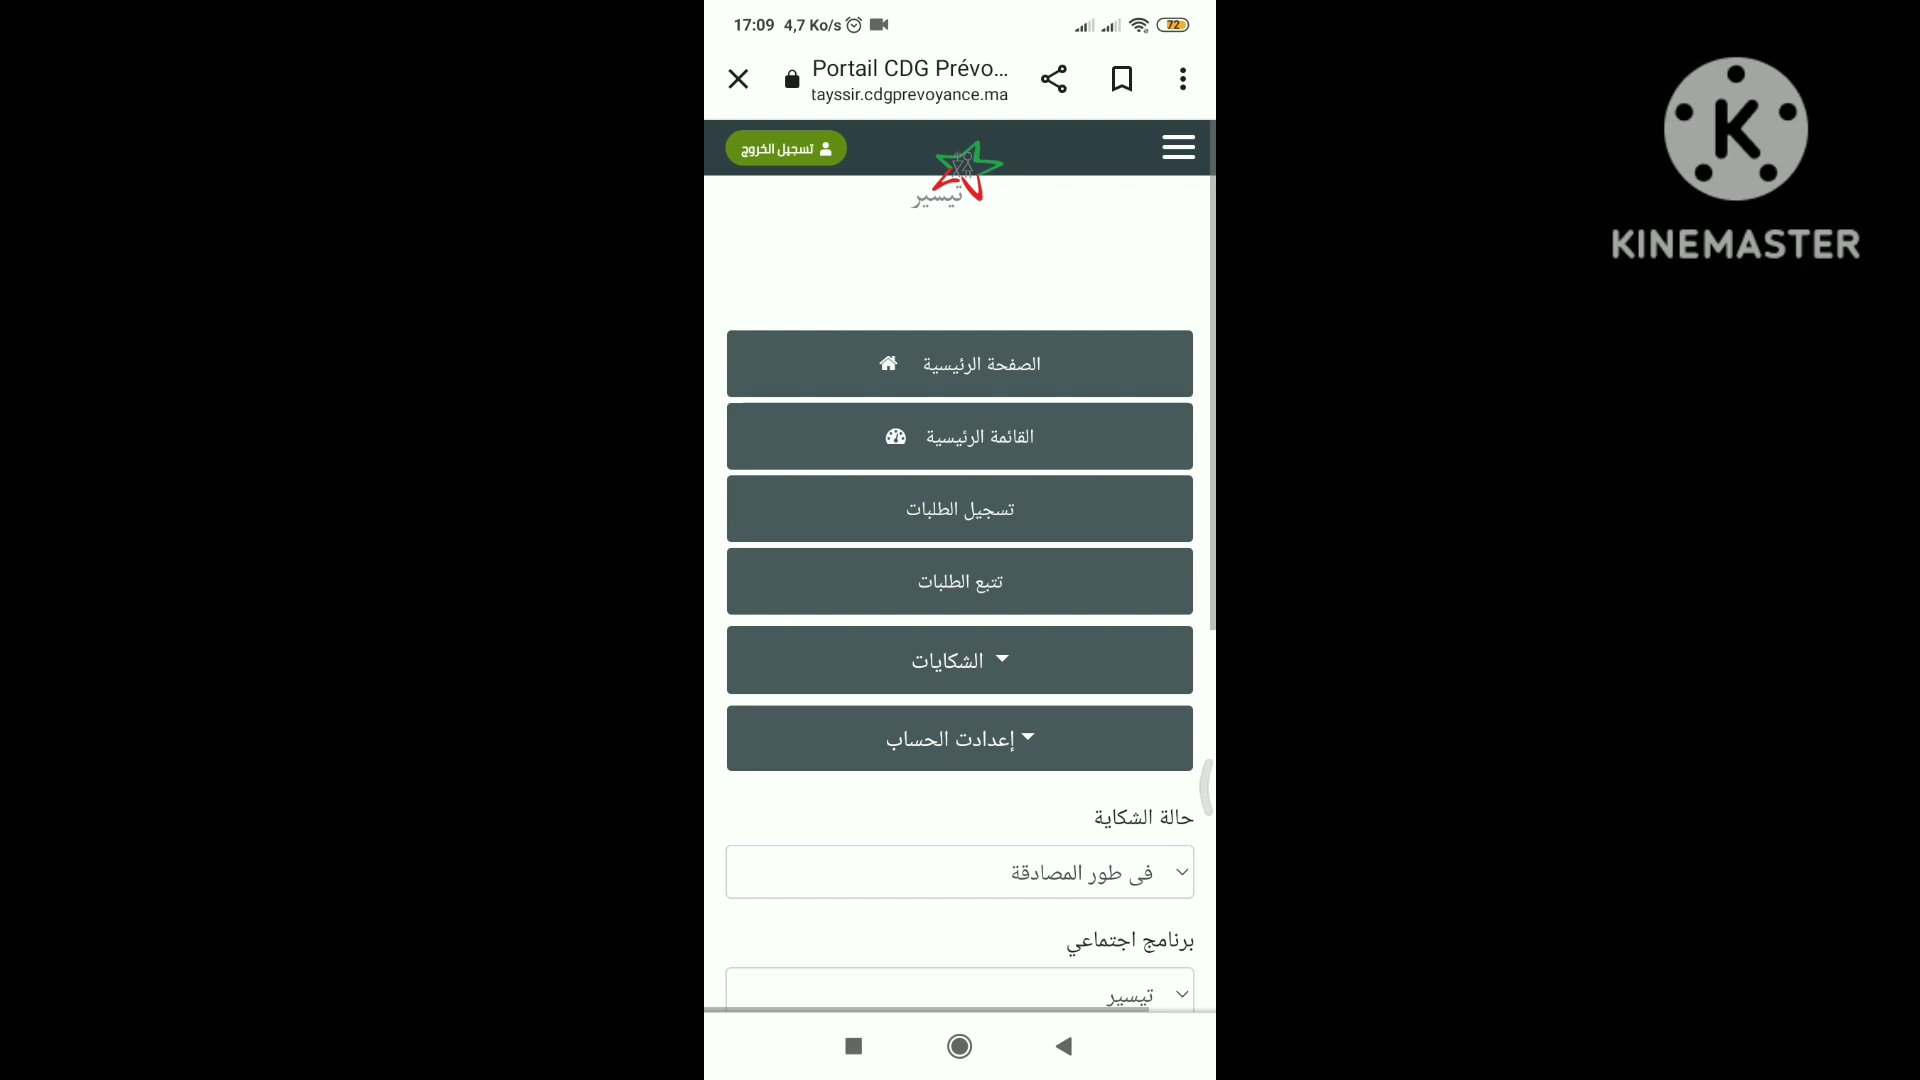 17:09 4,7 Ko/s 72
Portail CDG Prévo...
tayssir.cdgprevoyance.ma
تسجيل الخروج
تيسير
الصفحة الرئيسية
القائمة الرئيسية
تسجيل الطلبات
تتبع الطلبات
الشكايات
إعدادت الحساب
حالة الشكاية
فى طور المصادقة
برنامج اجتماعي
تيسير
K
KINEMASTER